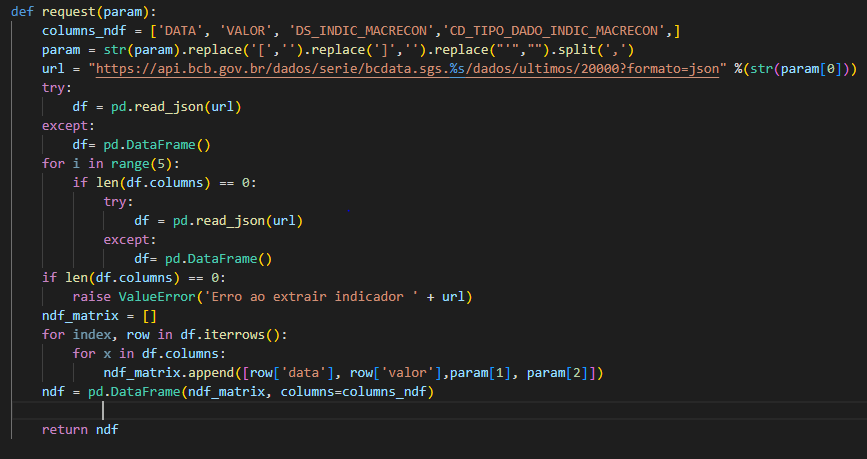 def request(param):
    columns_ndf = ['DATA', 'VALOR', 'DS_INDIC_MACRECON','CD_TIPO_DADO_INDIC_MACRECON',]
    param = str(param).replace('[','').replace(']','').replace("'","").split(',')
    url = "https://api.bcb.gov.br/dados/serie/bcdata.sgs.%s/dados/ultimos/20000?formato=json" %(str(param[0]))
    try:
        df = pd.read_json(url)
    except:
        df= pd.DataFrame()
    for i in range(5):
        if len(df.columns) == 0:
            try:
                df = pd.read_json(url)
            except:
                df= pd.DataFrame()
    if len(df.columns) == 0:
        raise ValueError('Erro ao extrair indicador ' + url)
    ndf_matrix = []
    for index, row in df.iterrows():
        for x in df.columns:
            ndf_matrix.append([row['data'], row['valor'],param[1], param[2]])
    ndf = pd.DataFrame(ndf_matrix, columns=columns_ndf)
    return ndf